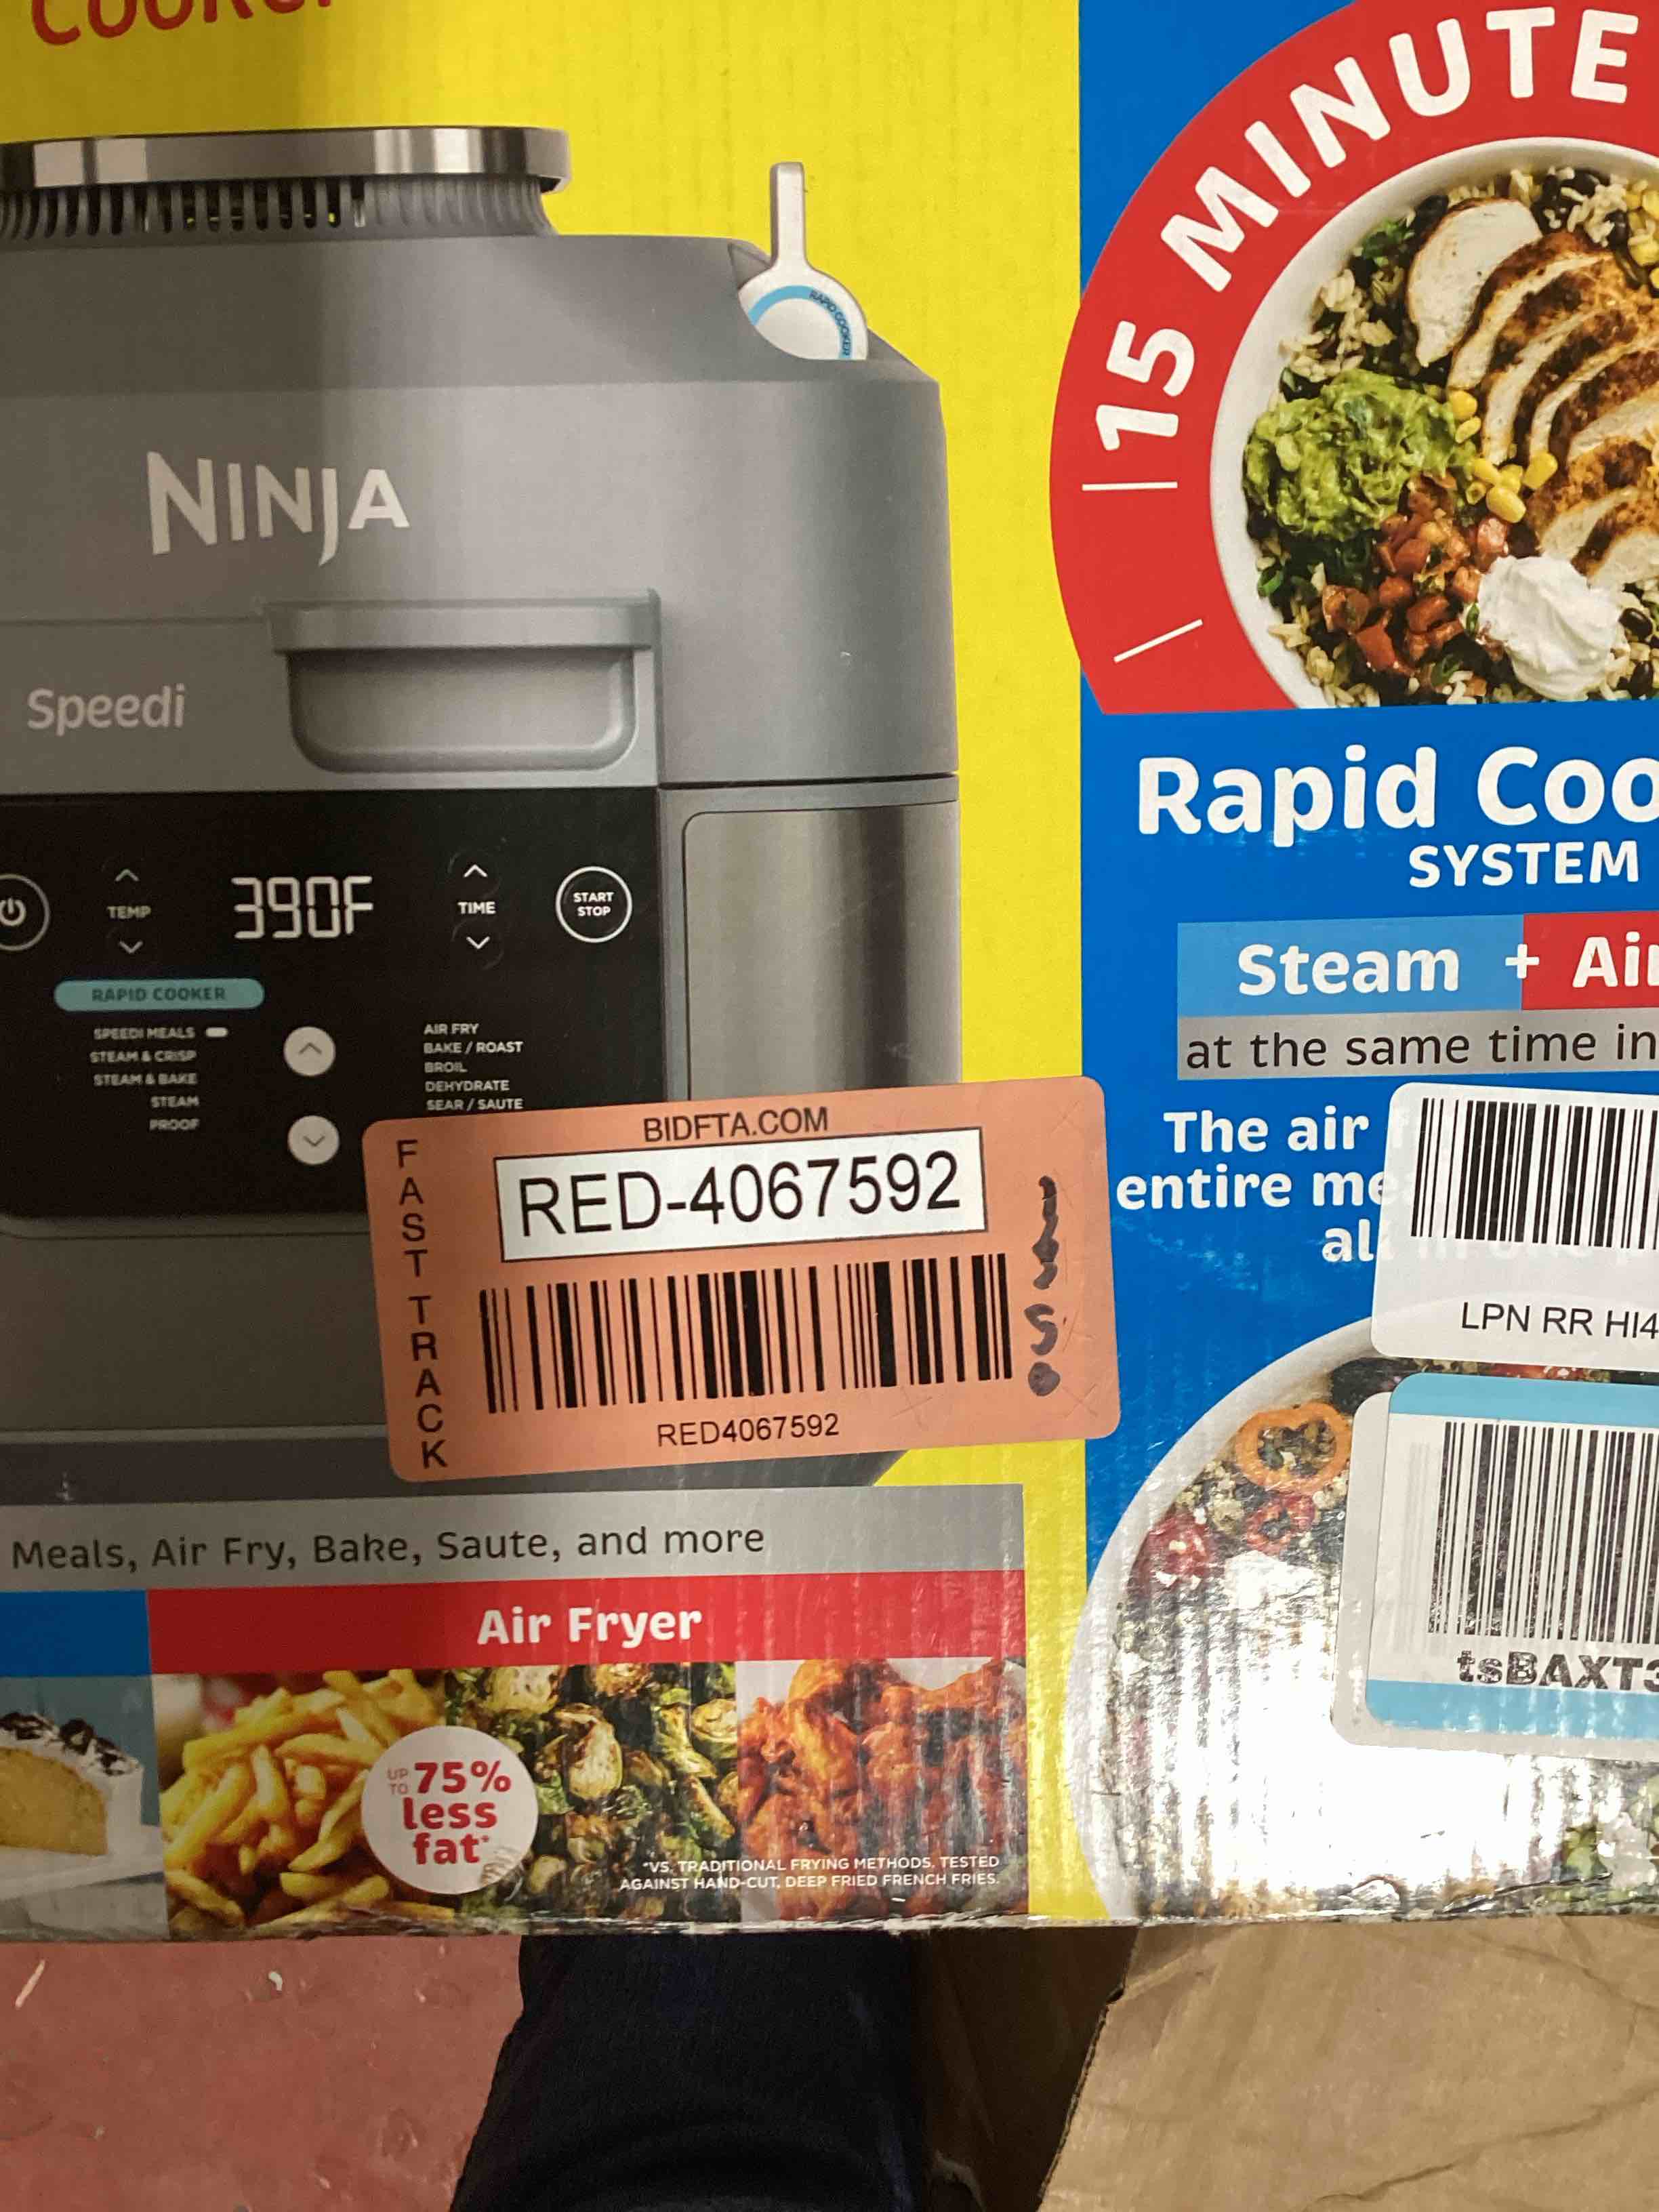 15 MINUTE
RAPID COOKER
NINJA
Speedi
TEMP
390F
TIME
START
STOP
RAPID COOKER
SPEEDI MEALS
STEAM & CRISP
STEAM & BAKE
STEAM
PROOF
AIR FRY
BAKE / ROAST
BROIL
DEHYDRATE
SEAR / SAUTE
Rapid Coo
SYSTEM
Steam + Air
at the same time in
The air
entire me
al
FAST TRACK
BIDFTA.COM
RED-4067592
RED4067592
LPN RR HI4
tsBAXT3
Meals, Air Fry, Bake, Saute, and more
Air Fryer
UP TO 75%
less
fat*
*VS. TRADITIONAL FRYING METHODS. TESTED
AGAINST HAND-CUT, DEEP FRIED FRENCH FRIES.